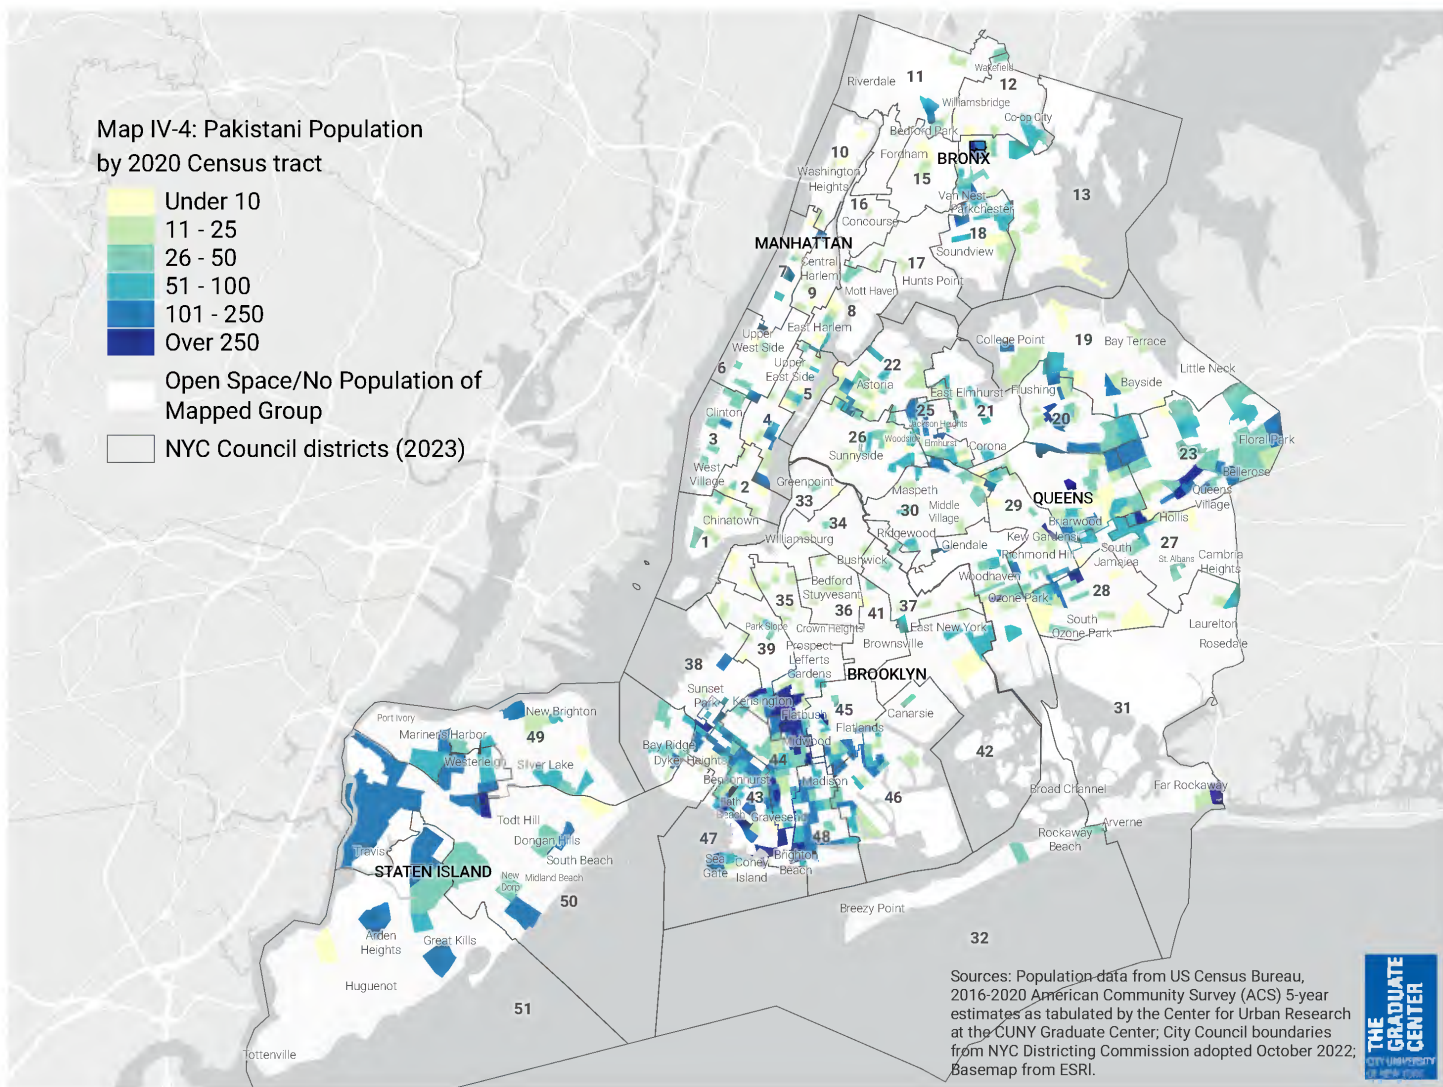 Map IV-4: Pakistani Population
by 2020 Census tract
Under 10
11 - 25
26 - 50
51 - 100
101 - 250
Over 250
Open Space/No Population of
Mapped Group
NYC Council districts (2023)
Riverdale
11
Wakefield
12
Williamsbridge
Co-op City
Bedford Park
10
Fordham
BRONX
Washington
Heights
15
13
Van Nest
Parkchester
16
Concourse
18
Soundview
MANHATTAN
Central
Harlem
7
17
Hunts Point
9
Mott Haven
8
East Harlem
Upper
West Side
College Point
19
Bay Terrace
6
Upper
East Side
22
Little Neck
Astoria
Bayside
5
East Elmhurst
Flushing
Clinton
4
25
21
20
Jackson Heights
3
26
Woodside
Elmhurst
Corona
Floral Park
Sunnyside
23
West
Village
Greenpoint
Bellerose
2
33
Maspeth
QUEENS
Queens
Village
30
Middle
Village
29
Chinatown
34
Briarwood
Hollis
1
Williamsburg
Ridgewood
Kew Gardens
27
Glendale
Richmond Hill
South
Jamaica
St. Albans
Cambria
Heights
Bushwick
Woodhaven
Bedford
Stuyvesant
28
35
36
41
37
Ozone Park
South
Ozone Park
Laurelton
Park Slope
Crown Heights
East New York
Rosedale
39
Prospect
Lefferts
Gardens
Brownsville
38
BROOKLYN
Sunset
Park
Kensington
Flatbush
45
Canarsie
31
Port Ivory
New Brighton
Mariner's Harbor
49
Flatlands
Midwood
Bay Ridge
Dyker Heights
44
42
Westerleigh
Silver Lake
Bensonhurst
Madison
43
46
Broad Channel
Far Rockaway
Bath
Beach
Gravesend
Todt Hill
47
48
Arverne
Dongan Hills
Rockaway
Beach
Travis
South Beach
Sea
Gate
Coney
Island
Brighton
Beach
STATEN ISLAND
New
Dorp
Midland Beach
50
Breezy Point
Arden
Heights
Great Kills
32
Huguenot
51
Tottenville
Sources: Population data from US Census Bureau,
2016-2020 American Community Survey (ACS) 5-year
estimates as tabulated by the Center for Urban Research
at the CUNY Graduate Center; City Council boundaries
from NYC Districting Commission adopted October 2022;
Basemap from ESRI.
THE
GRADUATE
CENTER
CITY UNIVERSITY
OF NEW YORK